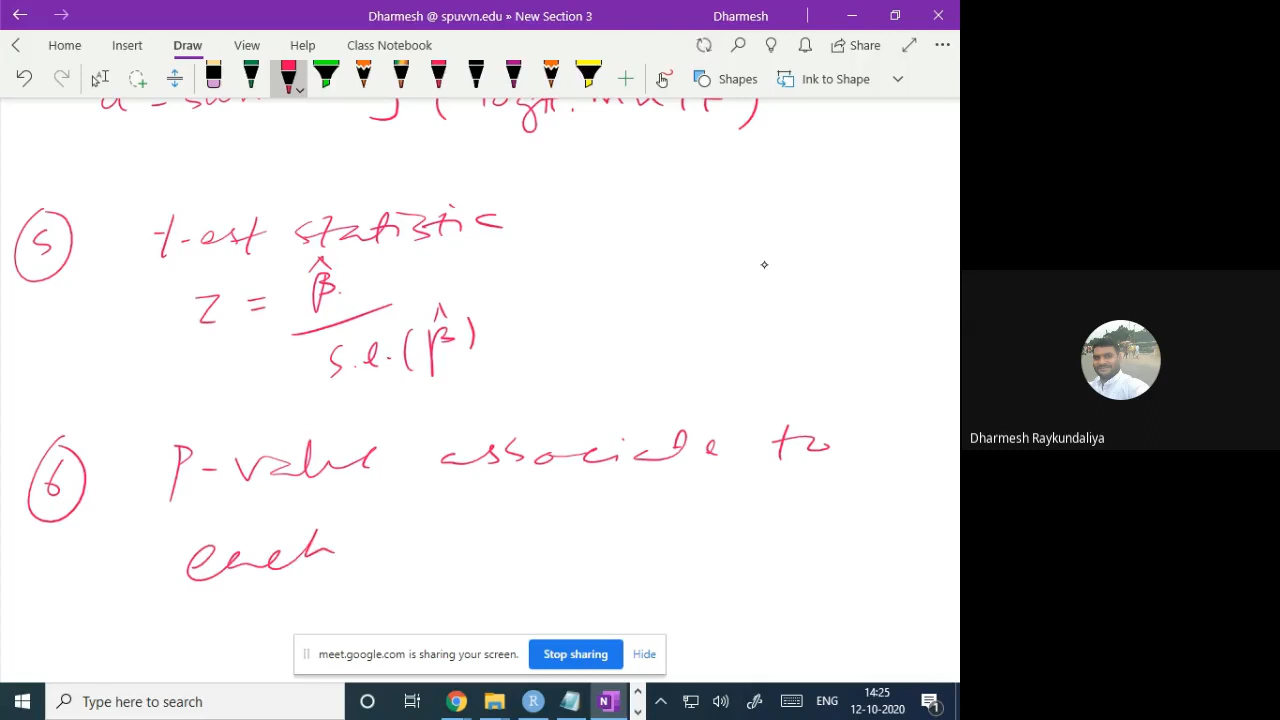 Dharmesh @ spuvvn.edu » New Section 3
Dharmesh
Home Insert Draw View Help Class Notebook
Share
Shapes
Ink to Shape
5 test statistic
Z = β̂ / s.e.(β̂)
6 P-value associate to
each
Dharmesh Raykundaliya
meet.google.com is sharing your screen. Stop sharing Hide
Type here to search
R
N
ENG
14:25
12-10-2020
1